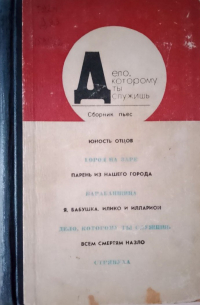 Дело,
которому
ты
служишь
Сборник пьес
ЮНОСТЬ ОТЦОВ
ПАРЕНЬ ИЗ НАШЕГО ГОРОДА
БАРАБАНЩИЦА
Я, БАБУШКА, ИЛИКО И ИЛЛАРИОН
ДЕЛО, КОТОРОМУ ТЫ СЛУЖИШЬ
ВСЕМ СМЕРТЯМ НАЗЛО